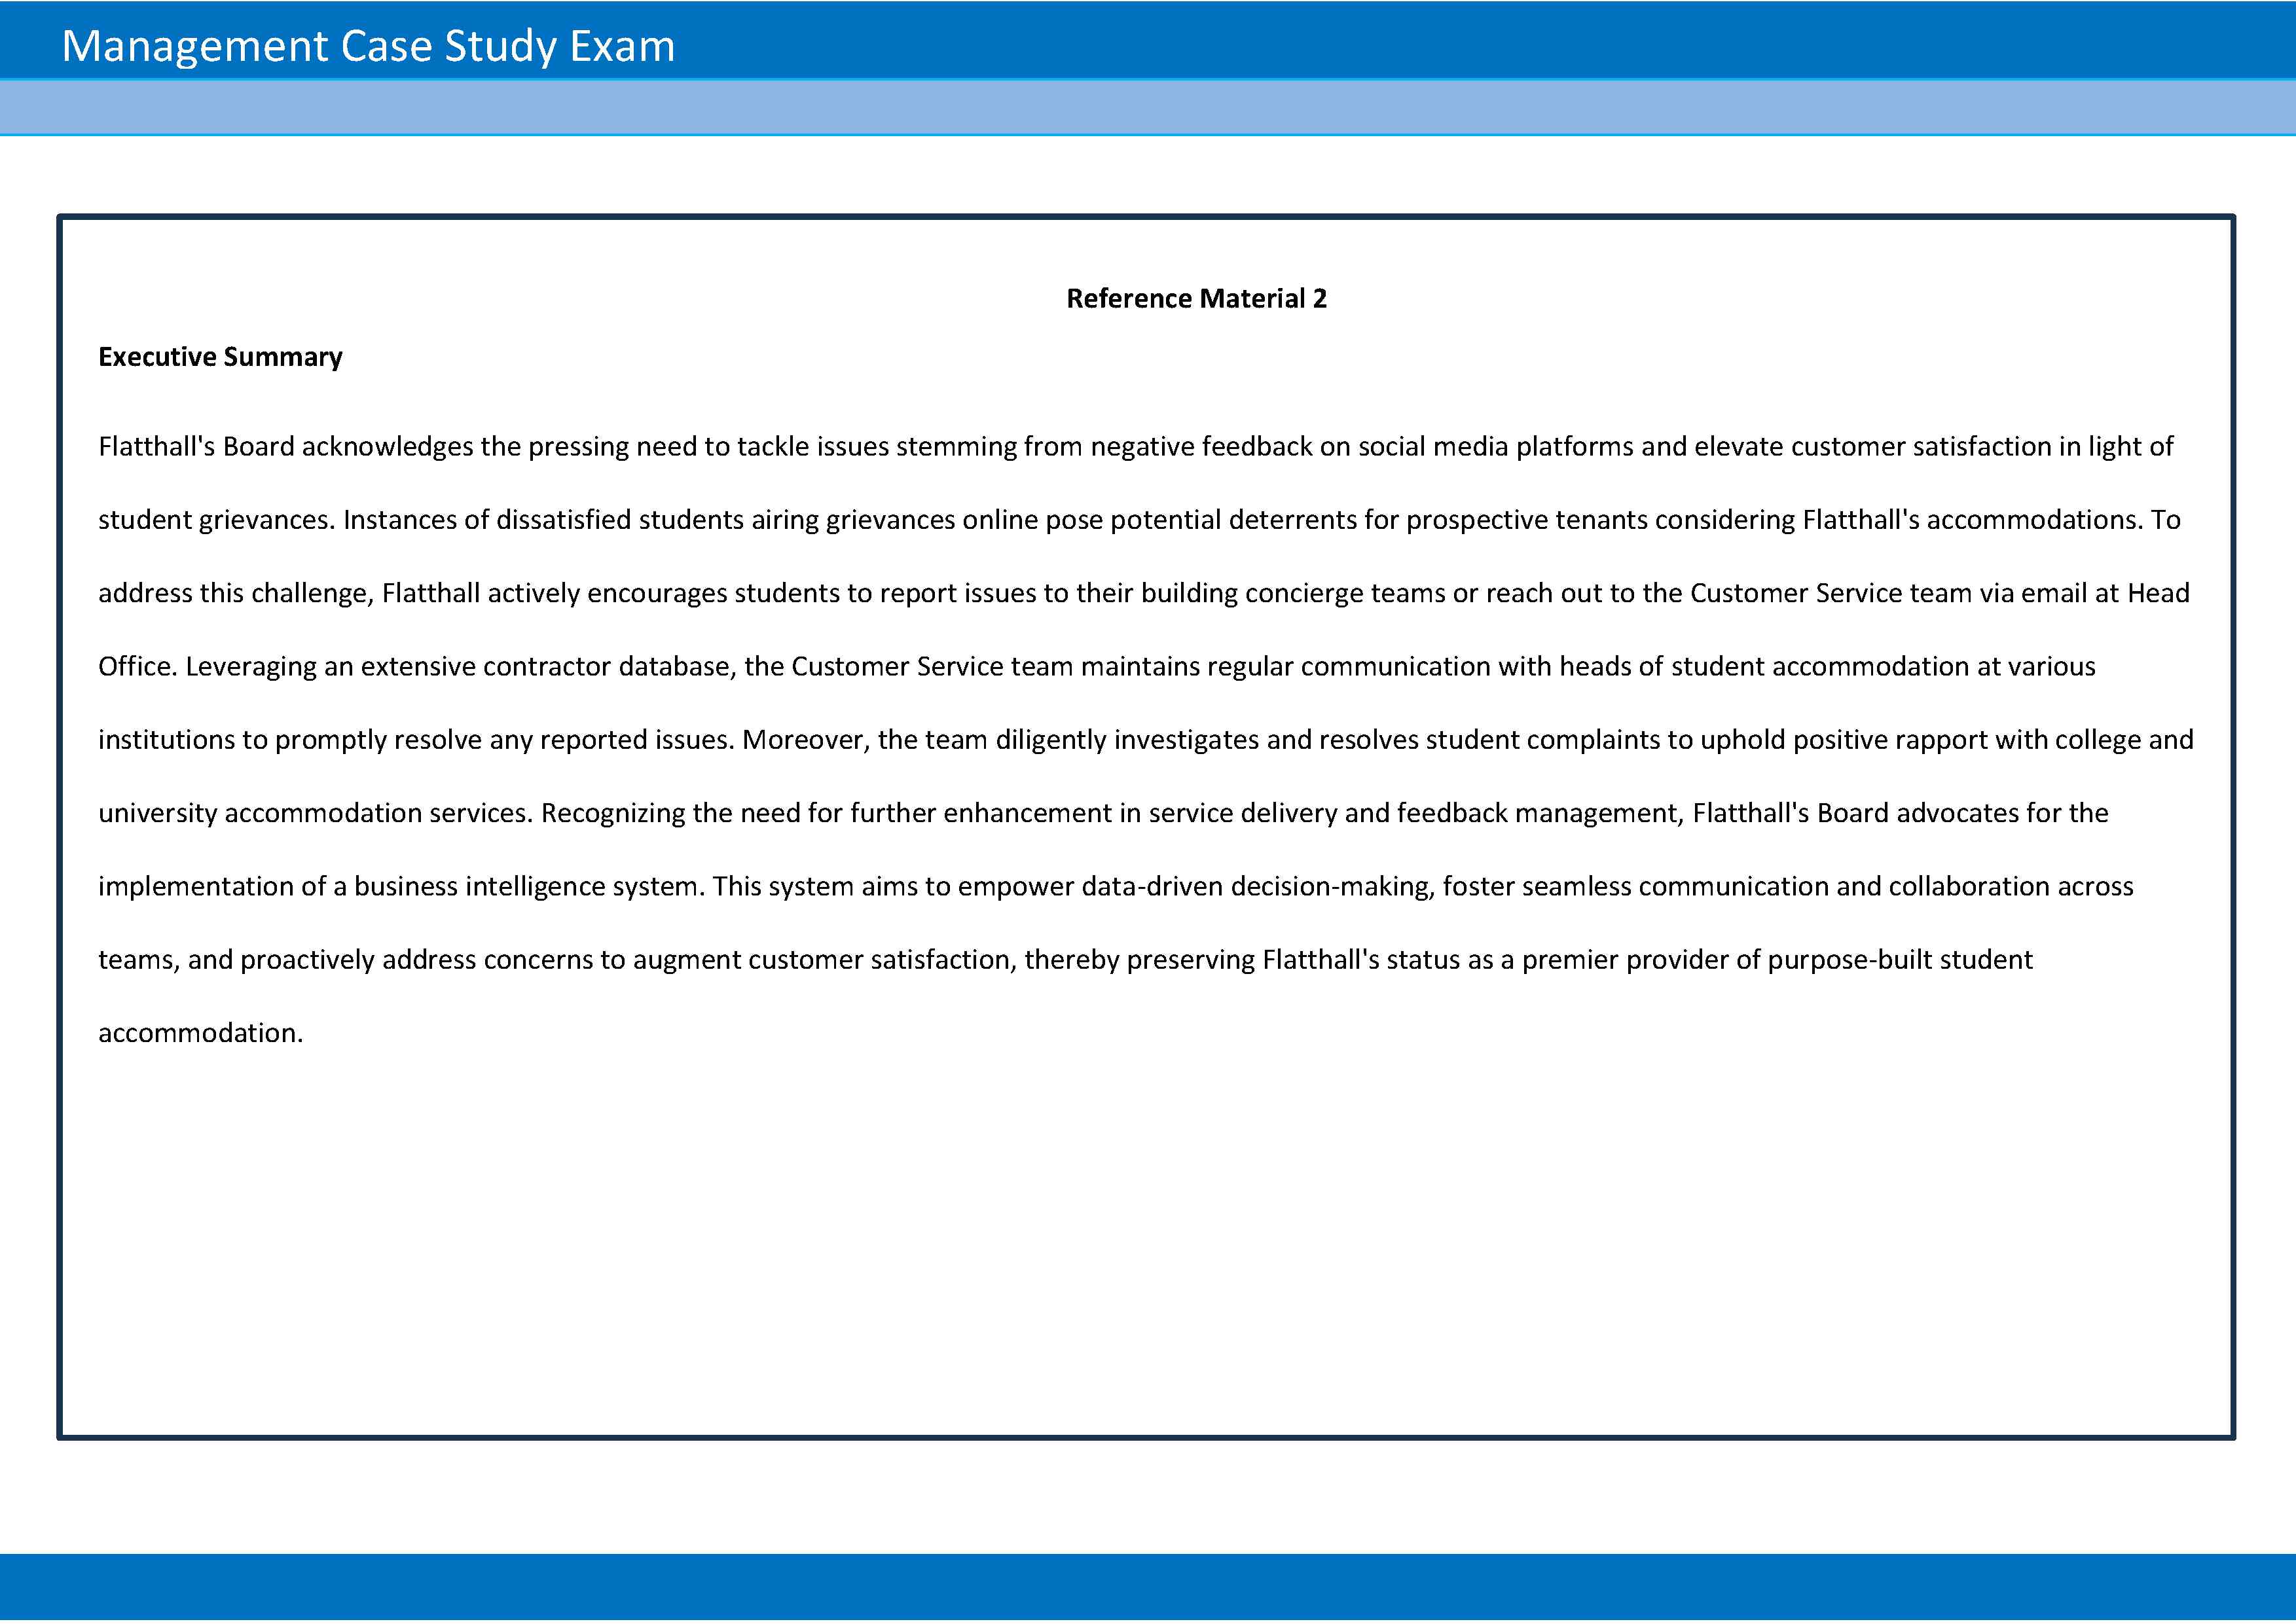 Management Case Study Exam
Reference Material 2
Executive Summary
Flatthall's Board acknowledges the pressing need to tackle issues stemming from negative feedback on social media platforms and elevate customer satisfaction in light of
student grievances. Instances of dissatisfied students airing grievances online pose potential deterrents for prospective tenants considering Flatthall's accommodations. To
address this challenge, Flatthall actively encourages students to report issues to their building concierge teams or reach out to the Customer Service team via email at Head
Office. Leveraging an extensive contractor database, the Customer Service team maintains regular communication with heads of student accommodation at various
institutions to promptly resolve any reported issues. Moreover, the team diligently investigates and resolves student complaints to uphold positive rapport with college and
university accommodation services. Recognizing the need for further enhancement in service delivery and feedback management, Flatthall's Board advocates for the
implementation of a business intelligence system. This system aims to empower data-driven decision-making, foster seamless communication and collaboration across
teams, and proactively address concerns to augment customer satisfaction, thereby preserving Flatthall's status as a premier provider of purpose-built student
accommodation.